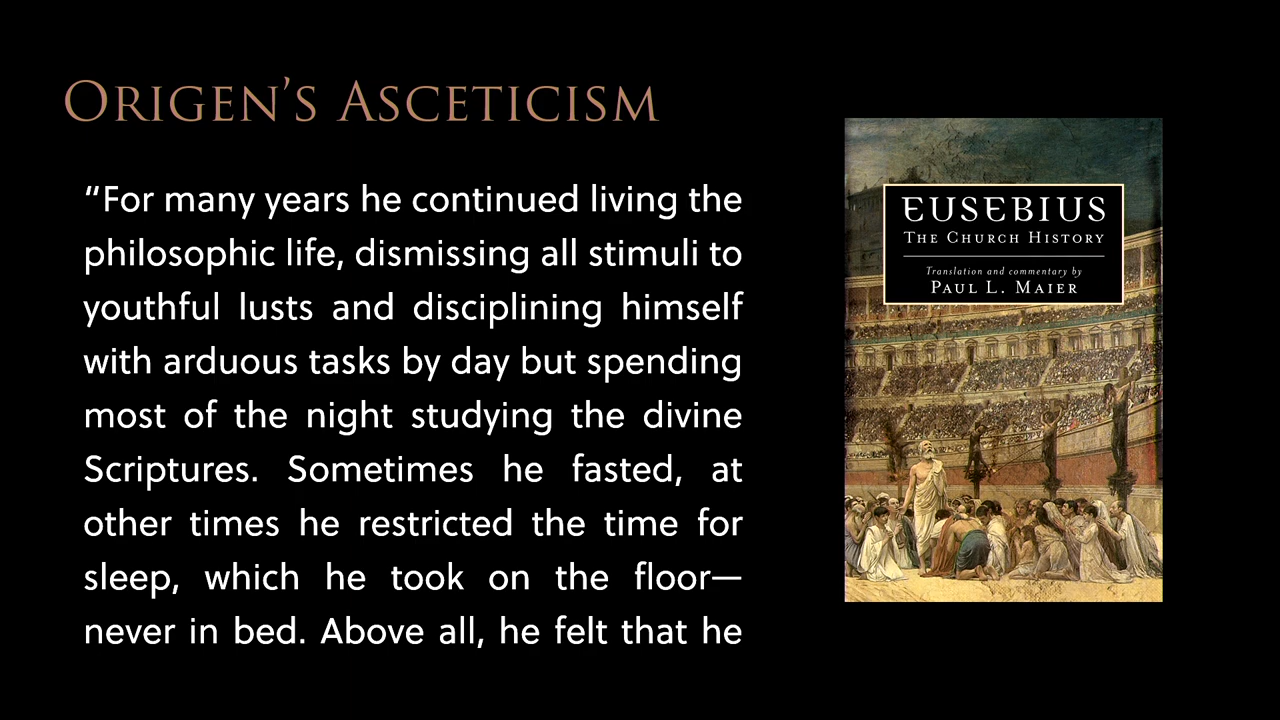 ORIGEN’S ASCETICISM
“For many years he continued living the
philosophic life, dismissing all stimuli to
youthful lusts and disciplining himself
with arduous tasks by day but spending
most of the night studying the divine
Scriptures. Sometimes he fasted, at
other times he restricted the time for
sleep, which he took on the floor—
never in bed. Above all, he felt that he
EUSEBIUS
THE CHURCH HISTORY
Translation and commentary by
PAUL L. MAIER